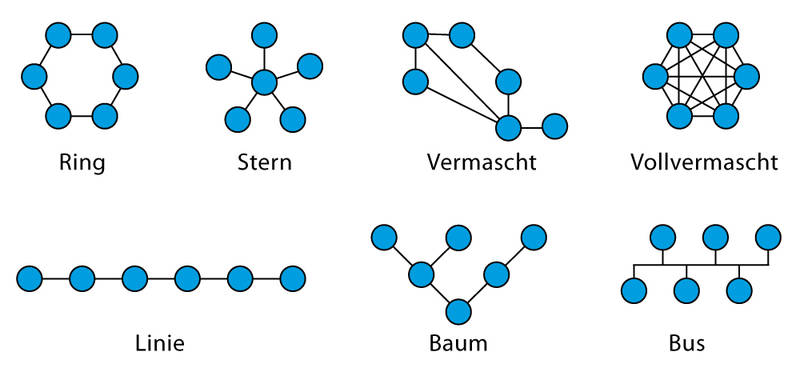 Ring
Stern
Vermascht
Vollvermascht
Linie
Baum
Bus